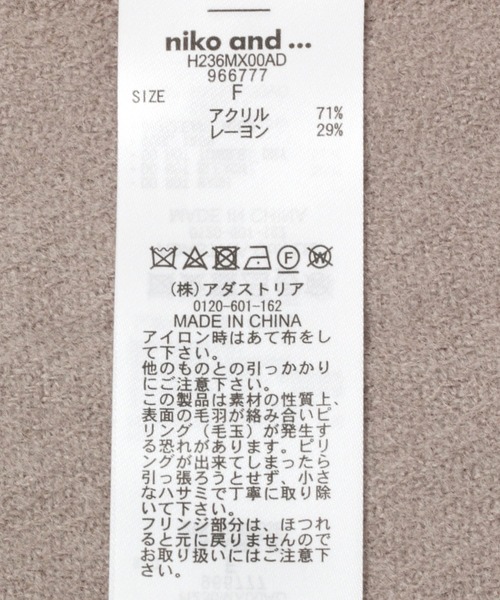 niko and ...
H236MX00AD
966777
SIZE F
アクリル 71%
レーヨン 29%
(株)アダストリア
0120-601-162
MADE IN CHINA
アイロン時はあて布をし
て下さい。
他のものとの引っかかり
にご注意下さい。
この製品は素材の性質上、
表面の毛羽が絡み合いピ
リング(毛玉)が発生す
る恐れがあります。ピリ
ングが出来てしまったら
引っ張ろうとせず、小さ
なハサミで丁寧に取り除
いて下さい。
フリンジ部分は、ほつれ
ると元に戻りませんので
お取り扱いにはご注意下
さい。